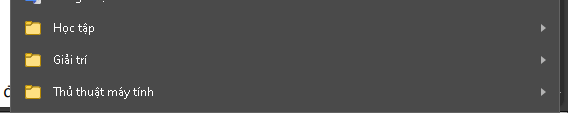 Học tập
Giải trí
Thủ thuật máy tính